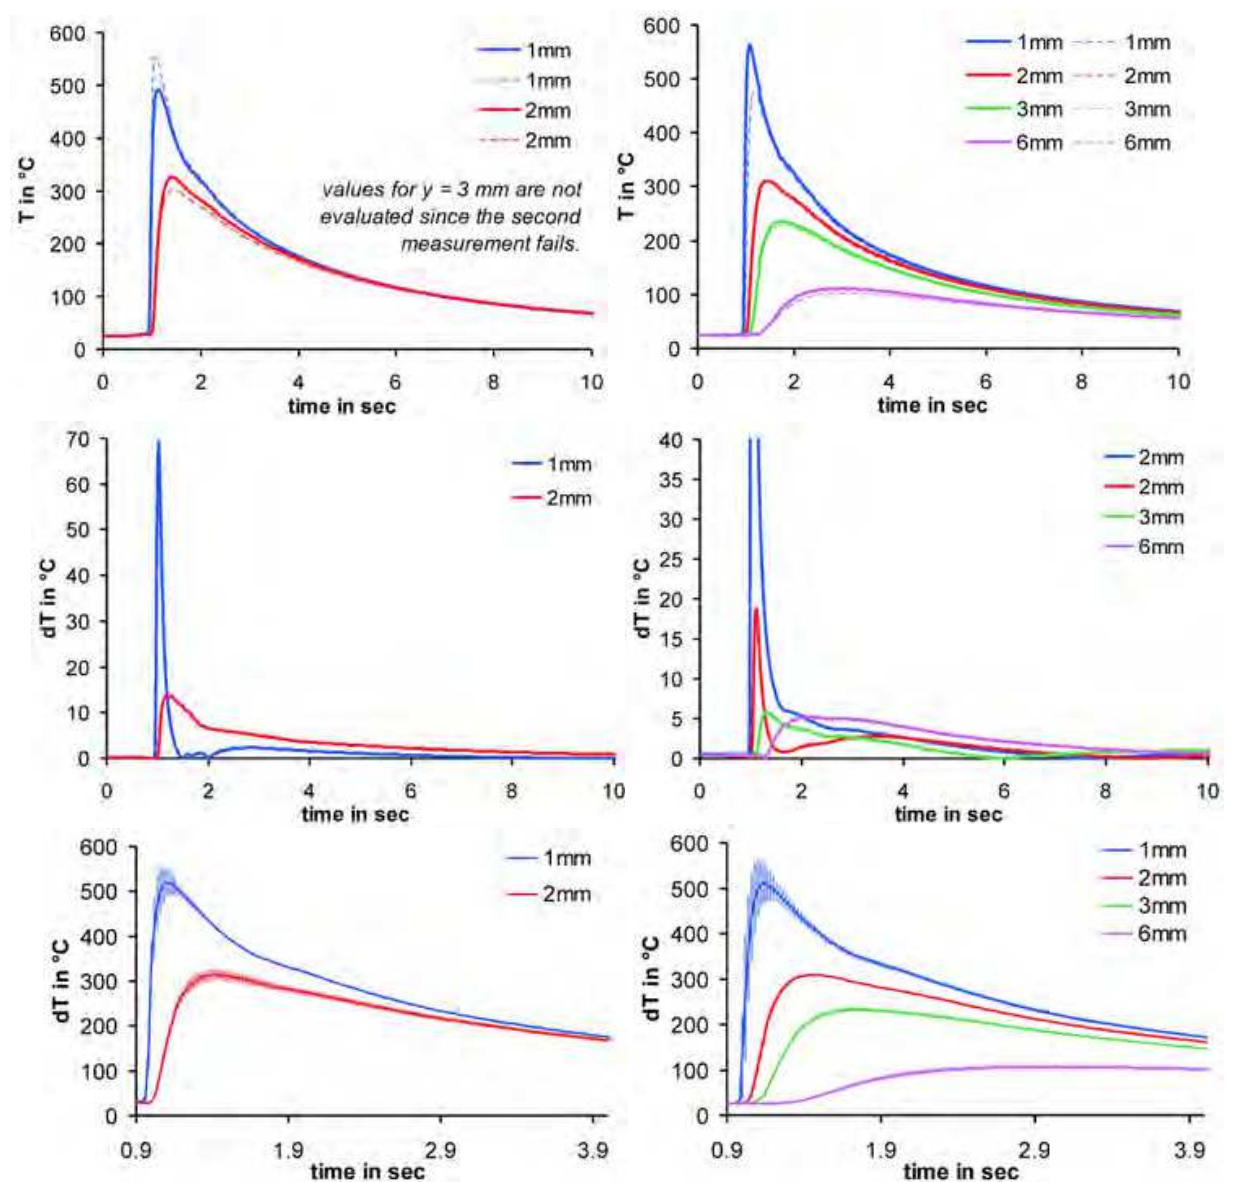 600
500
400
300
200
100
0
T in °C
1mm
1mm
2mm
2mm
values for y = 3 mm are not
evaluated since the second
measurement fails.
0 2 4 6 8 10
time in sec
600
500
400
300
200
100
0
T in °C
1mm 1mm
2mm 2mm
3mm 3mm
6mm 6mm
0 2 4 6 8 10
time in sec
70
60
50
40
30
20
10
0
dT in °C
1mm
2mm
0 2 4 6 8 10
time in sec
40
35
30
25
20
15
10
5
0
dT in °C
2mm
2mm
3mm
6mm
0 2 4 6 8 10
time in sec
600
500
400
300
200
100
0
dT in °C
1mm
2mm
0.9 1.9 2.9 3.9
time in sec
600
500
400
300
200
100
0
dT in °C
1mm
2mm
3mm
6mm
0.9 1.9 2.9 3.9
time in sec